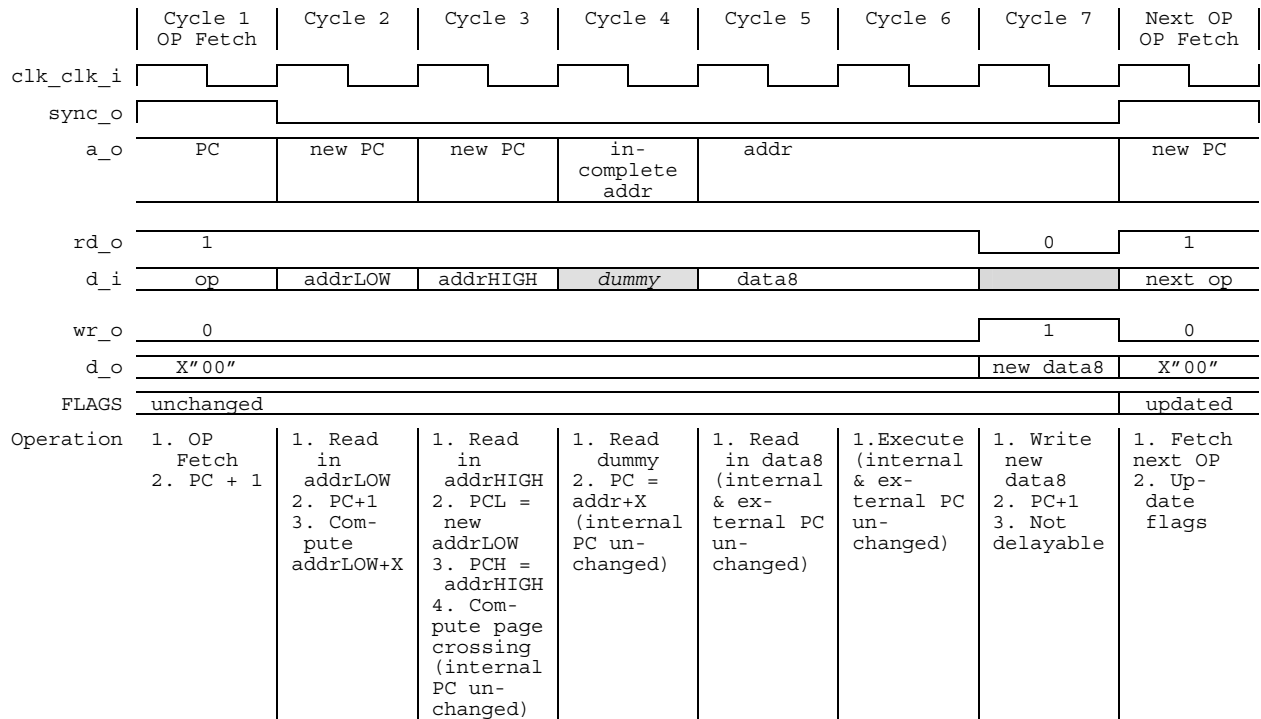 Cycle 1 Cycle 2 Cycle 3 Cycle 4 Cycle 5 Cycle 6 Cycle 7 Next OP
OP Fetch OP Fetch
clk_clk_i
sync_o
a_o PC new PC new PC in- addr new PC
complete
addr
rd_o 1 0 1
d_i op addrLOW addrHIGH dummy data8 next op
wr_o 0 1 0
d_o X"00" new data8 X"00"
FLAGS unchanged updated
Operation 1. OP 1. Read 1. Read 1. Read 1. Read 1.Execute 1. Write 1. Fetch
Fetch in in dummy in data8 (internal new next OP
2. PC + 1 addrLOW addrHIGH 2. PC = (internal & ex- data8 2. Up-
2. PC+1 2. PCL = addr+X & ex- ternal PC 2. PC+1 date
3. Com- new (internal ternal PC un- 3. Not flags
pute addrLOW PC un- un- changed) delayable
addrLOW+X 3. PCH = changed) changed)
addrHIGH
4. Com-
pute page
crossing
(internal
PC un-
changed)